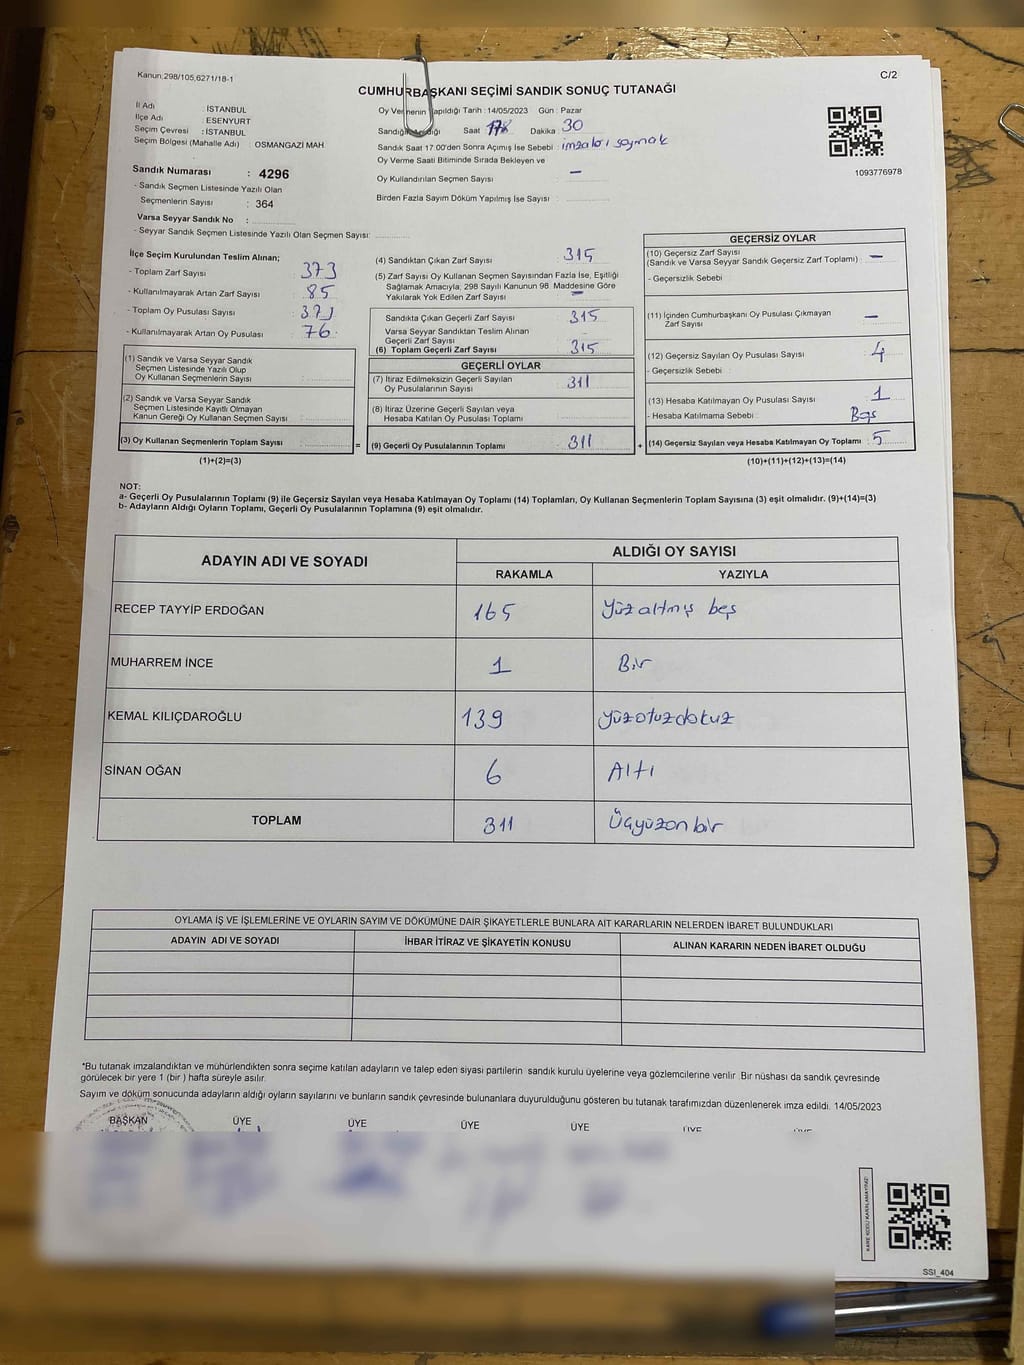 Kanun:298/105,6271/18-1
C/2
CUMHURBAŞKANI SEÇİMİ SANDIK SONUÇ TUTANAĞI
İl Adı : İSTANBUL
İlçe Adı : ESENYURT
Seçim Çevresi : İSTANBUL
Seçim Bölgesi (Mahalle Adı) OSMANGAZİ MAH
Oy Vermenin Yapıldığı Tarih : 14/05/2023 Gün : Pazar
Sandığın Açıldığı Saat Dakika : 30
Sandık Saat 17.00'den Sonra Açımış İse Sebebi : imzaları saymak
Oy Verme Saati Bitiminde Sırada Bekleyen ve
Oy Kullandırılan Seçmen Sayısı : —
Birden Fazla Sayım Döküm Yapılmış İse Sayısı :
1093776978
Sandık Numarası : 4296
- Sandık Seçmen Listesinde Yazılı Olan
Seçmenlerin Sayısı : 364
Varsa Seyyar Sandık No :
- Seyyar Sandık Seçmen Listesinde Yazılı Olan Seçmen Sayısı:
İlçe Seçim Kurulundan Teslim Alınan;
- Toplam Zarf Sayısı : 373
- Kullanılmayarak Artan Zarf Sayısı : 85
- Toplam Oy Pusulası Sayısı :
- Kullanılmayarak Artan Oy Pusulası : 76
(1) Sandık ve Varsa Seyyar Sandık
Seçmen Listesinde Yazılı Olup
Oy Kullanan Seçmenlerin Sayısı :
(2) Sandık ve Varsa Seyyar Sandık
Seçmen Listesinde Kayıtlı Olmayan
Kanun Gereği Oy Kullanan Seçmen Sayısı :
(3) Oy Kullanan Seçmenlerin Toplam Sayısı : =
(1)+(2)=(3)
(4) Sandıktan Çıkan Zarf Sayısı : 315
(5) Zarf Sayısı Oy Kullanan Seçmen Sayısından Fazla İse, Eşitliği
Sağlamak Amacıyla, 298 Sayılı Kanunun 98. Maddesine Göre
Yakılarak Yok Edilen Zarf Sayısı : —
Sandıkta Çıkan Geçerli Zarf Sayısı : 315
Varsa Seyyar Sandıktan Teslim Alınan
Geçerli Zarf Sayısı :
(6) Toplam Geçerli Zarf Sayısı : 315
GEÇERLİ OYLAR
(7) İtiraz Edilmeksizin Geçerli Sayılan
Oy Pusulalarının Sayısı : 311
(8) İtiraz Üzerine Geçerli Sayılan veya
Hesaba Katılan Oy Pusulası Toplamı :
(9) Geçerli Oy Pusulalarının Toplamı : 311 +
GEÇERSİZ OYLAR
(10) Geçersiz Zarf Sayısı
(Sandık ve Varsa Seyyar Sandık Geçersiz Zarf Toplamı) : —
- Geçersizlik Sebebi :
(11) İçinden Cumhurbaşkanı Oy Pusulası Çıkmayan
Zarf Sayısı : —
(12) Geçersiz Sayılan Oy Pusulası Sayısı : 4
- Geçersizlik Sebebi :
(13) Hesaba Katılmayan Oy Pusulası Sayısı : 1
- Hesaba Katılmama Sebebi : Boş
(14) Geçersiz Sayılan veya Hesaba Katılmayan Oy Toplamı : 5
(10)+(11)+(12)+(13)=(14)
NOT:
a- Geçerli Oy Pusulalarının Toplamı (9) ile Geçersiz Sayılan veya Hesaba Katılmayan Oy Toplamı (14) Toplamları, Oy Kullanan Seçmenlerin Toplam Sayısına (3) eşit olmalıdır. (9)+(14)=(3)
b- Adayların Aldığı Oyların Toplamı, Geçerli Oy Pusulalarının Toplamına (9) eşit olmalıdır.
ADAYIN ADI VE SOYADI ALDIĞI OY SAYISI
RAKAMLA YAZIYLA
RECEP TAYYİP ERDOĞAN 165 Yüz altmış beş
MUHARREM İNCE 1 Bir
KEMAL KILIÇDAROĞLU 139 yüzotuzdokuz
SİNAN OĞAN 6 Altı
TOPLAM 311 Üçyüzonbir
OYLAMA İŞ VE İŞLEMLERİNE VE OYLARIN SAYIM VE DÖKÜMÜNE DAİR ŞİKAYETLERLE BUNLARA AİT KARARLARIN NELERDEN İBARET BULUNDUKLARI
ADAYIN ADI VE SOYADI İHBAR İTİRAZ VE ŞİKAYETİN KONUSU ALINAN KARARIN NEDEN İBARET OLDUĞU
*Bu tutanak imzalandıktan ve mühürlendikten sonra seçime katılan adayların ve talep eden siyasi partilerin sandık kurulu üyelerine veya gözlemcilerine verilir. Bir nüshası da sandık çevresinde
görülecek bir yere 1 (bir ) hafta süreyle asılır.
Sayım ve döküm sonucunda adayların aldığı oyların sayılarını ve bunların sandık çevresinde bulunanlara duyurulduğunu gösteren bu tutanak tarafımızdan düzenlenerek imza edildi. 14/05/2023
BAŞKAN ÜYE ÜYE ÜYE ÜYE ÜYE
KARE KODU KARALAMAYINIZ!
SSI_404